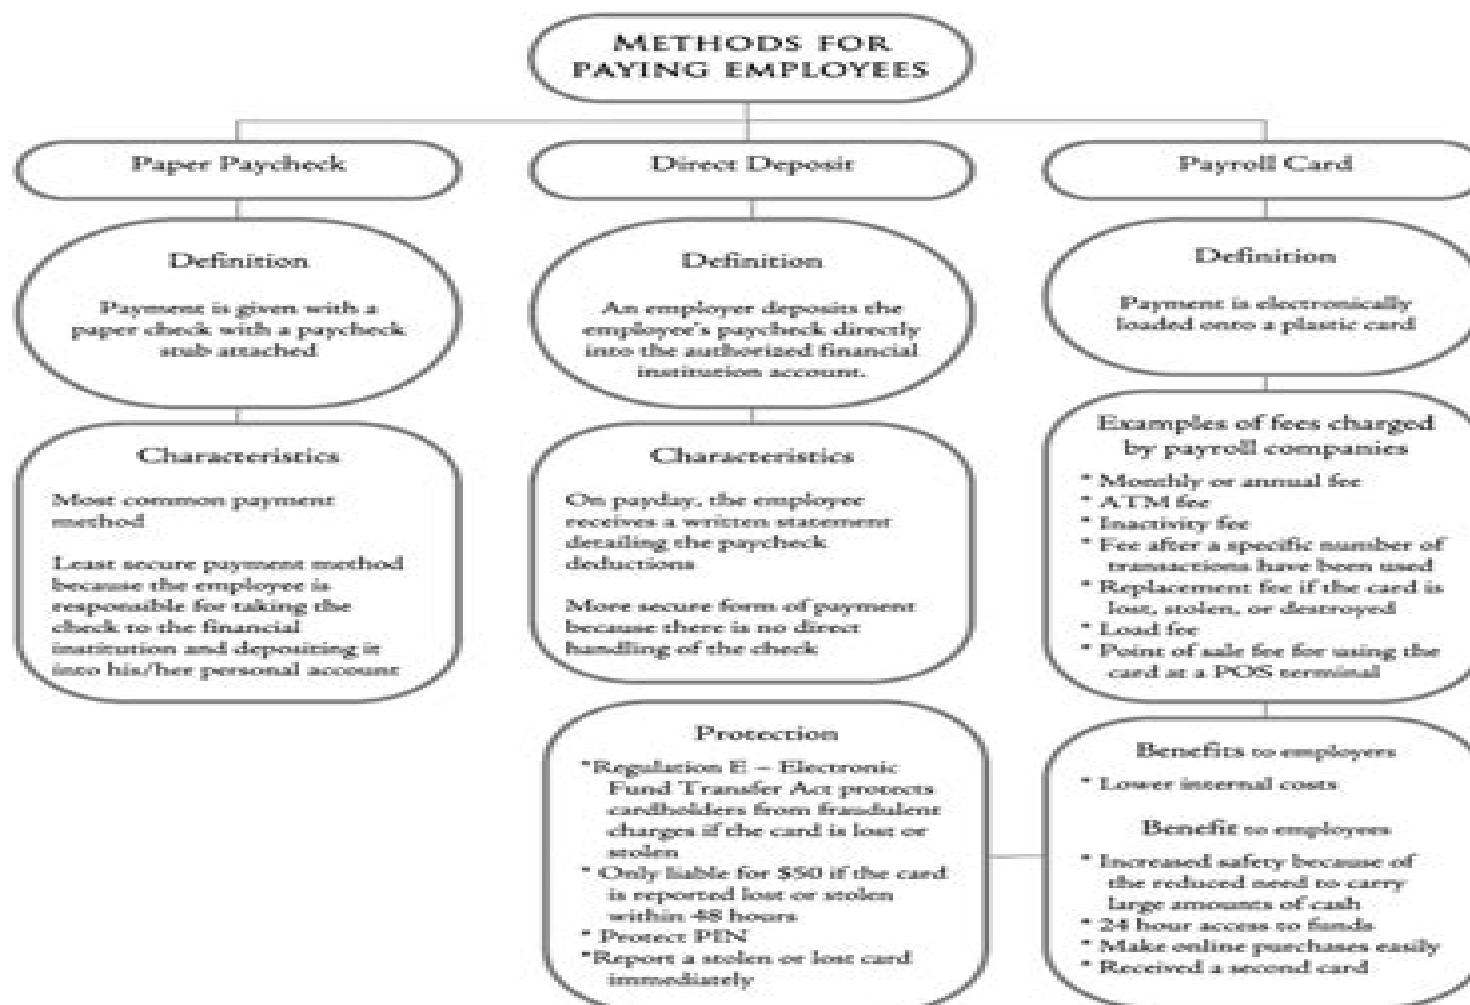 METHODS FOR
PAYING EMPLOYEES
Paper Paycheck
Definition
Payment is given with a
paper check with a paycheck
stub attached
Characteristics
Most common payment
method
Least secure payment method
because the employee is
responsible for taking the
check to the financial
institution and depositing it
into his/her personal account
Direct Deposit
Definition
An employer deposits the
employee's paycheck directly
into the authorized financial
institution account.
Characteristics
On payday, the employee
receives a written statement
detailing the paycheck
deductions
More secure form of payment
because there is no direct
handling of the check
Payroll Card
Definition
Payment is electronically
loaded onto a plastic card
Examples of fees charged
by payroll companies
* Monthly or annual fee
* ATM fee
* Inactivity fee
* Fee after a specific number of
transactions have been used
* Replacement fee if the card is
lost, stolen, or destroyed
* Load fee
* Point of sale fee for using the
card at a POS terminal
Benefits to employers
* Lower internal costs
Benefit to employees
* Increased safety because of
the reduced need to carry
large amounts of cash
* 24 hour access to funds
* Make online purchases easily
* Received a second card
Protection
*Regulation E – Electronic
Fund Transfer Act protects
cardholders from fraudulent
charges if the card is lost or
stolen
* Only liable for $50 if the card
is reported lost or stolen
within 48 hours
* Protect PIN
*Report a stolen or lost card
immediately